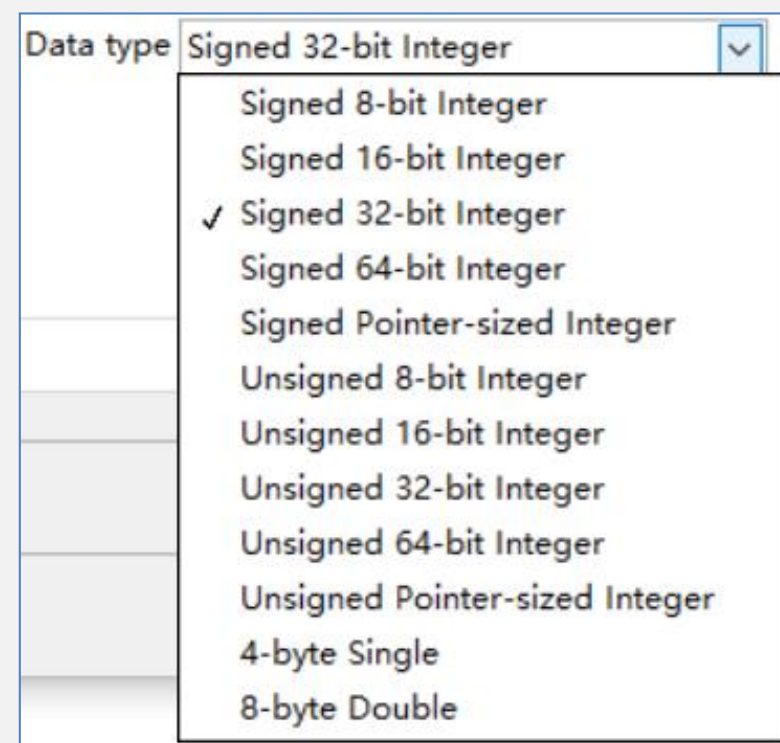 Data type Signed 32-bit Integer
Signed 8-bit Integer
Signed 16-bit Integer
✓ Signed 32-bit Integer
Signed 64-bit Integer
Signed Pointer-sized Integer
Unsigned 8-bit Integer
Unsigned 16-bit Integer
Unsigned 32-bit Integer
Unsigned 64-bit Integer
Unsigned Pointer-sized Integer
4-byte Single
8-byte Double